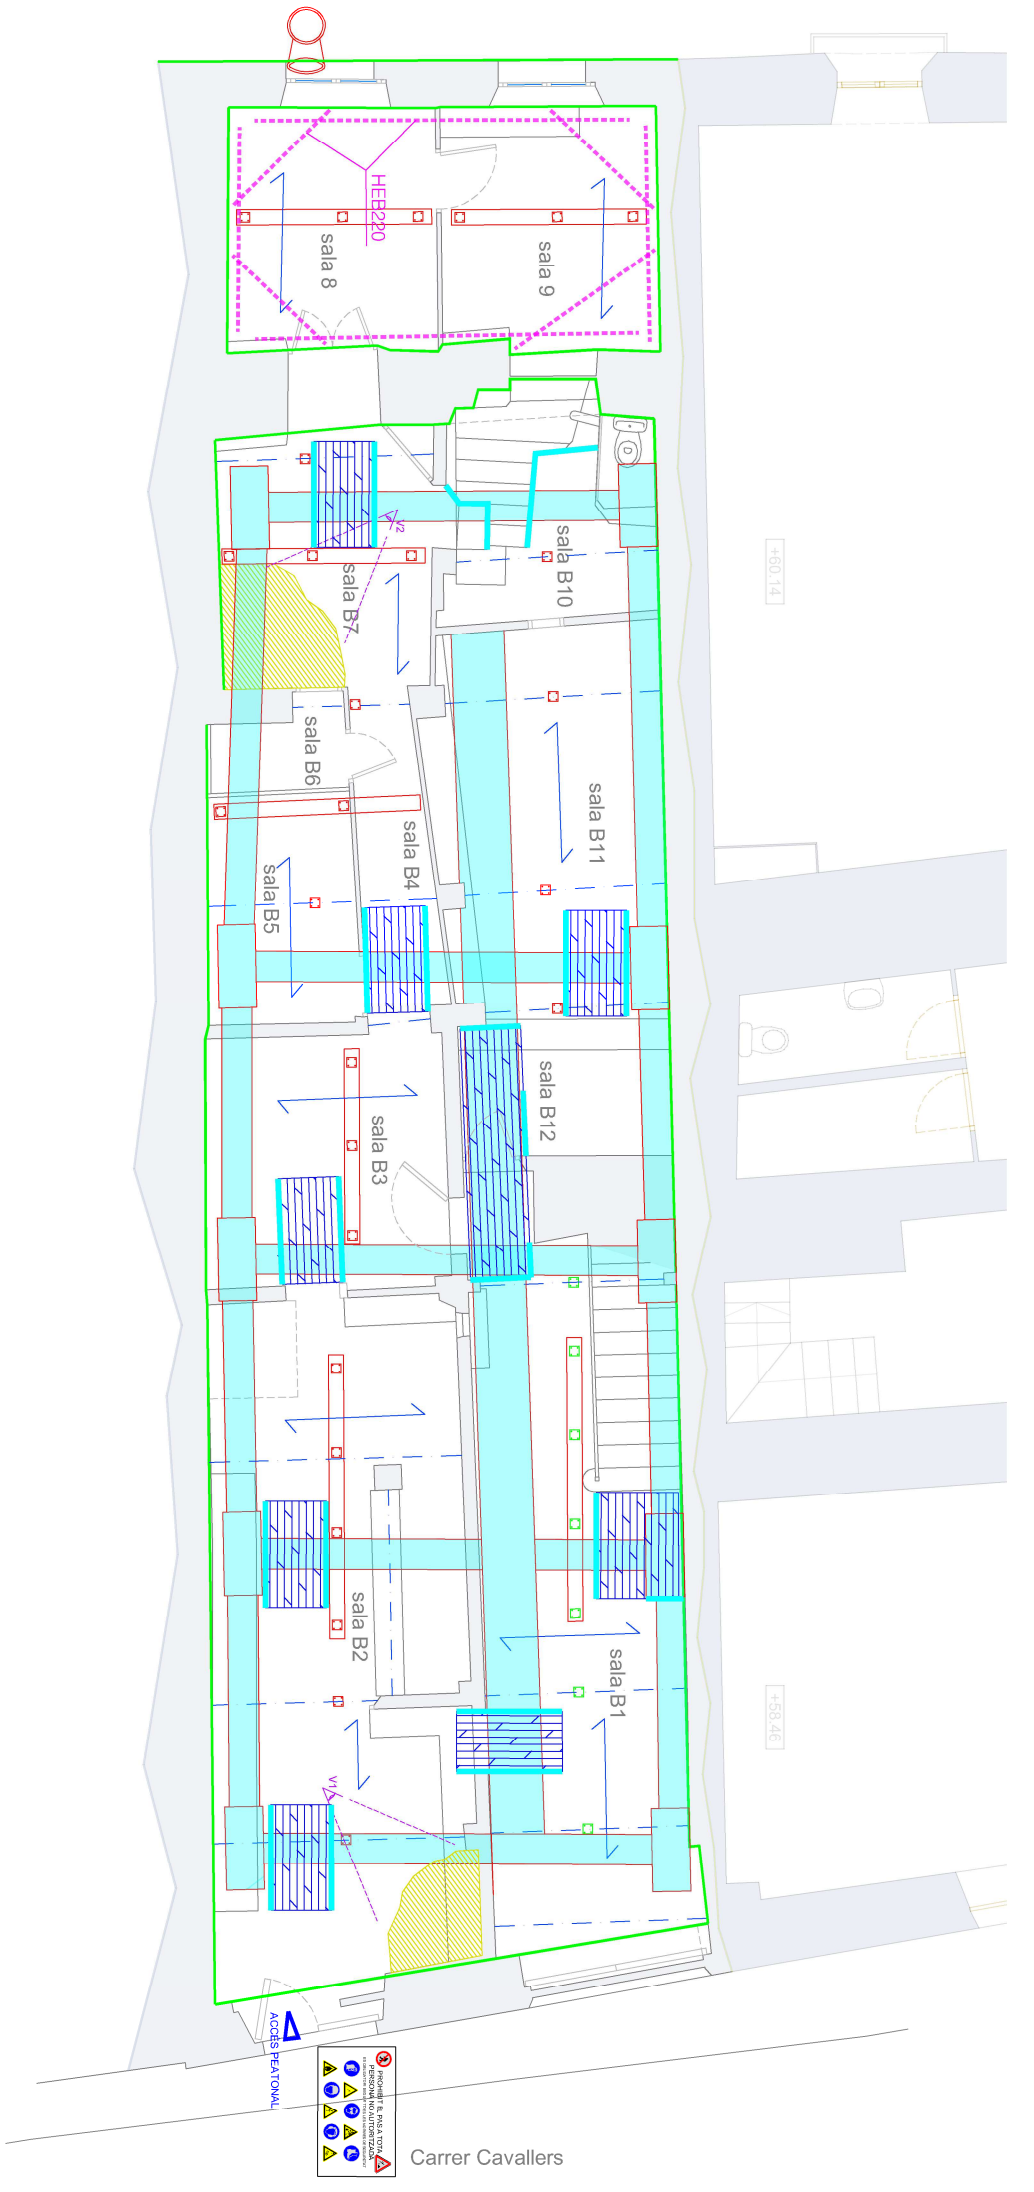 HEB220
sala 8
sala 9
V2
sala B10
+60.14
sala B7
sala B6
sala B11
sala B4
sala B5
sala B12
sala B3
sala B2
sala B1
+58.46
V1
ACCÉS PEATONAL
PROHIBIT EL PAS A TOTA
PERSONA NO AUTORITZADA
Carrer Cavallers